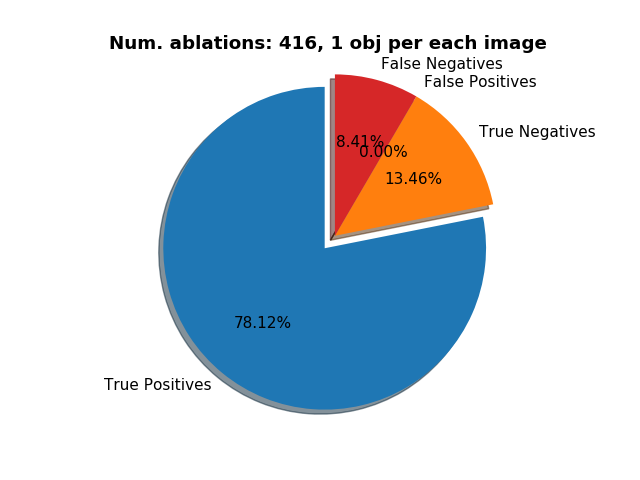 Num. ablations: 416, 1 obj per each image
False Negatives
False Positives
True Negatives
8.41%
0.00%
13.46%
78.12%
True Positives